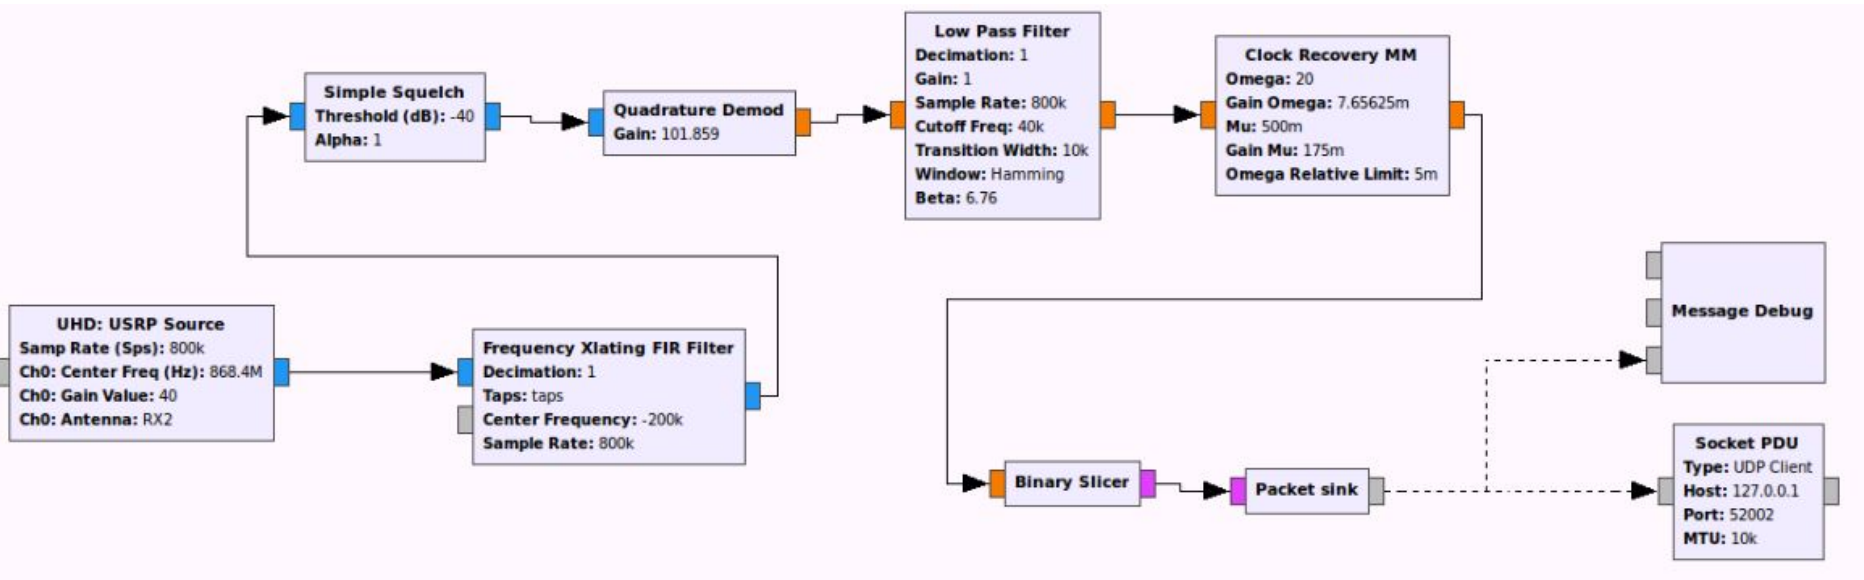 Simple Squelch
Threshold (dB): -40
Alpha: 1
Quadrature Demod
Gain: 101.859
Low Pass Filter
Decimation: 1
Gain: 1
Sample Rate: 800k
Cutoff Freq: 40k
Transition Width: 10k
Window: Hamming
Beta: 6.76
Clock Recovery MM
Omega: 20
Gain Omega: 7.65625m
Mu: 500m
Gain Mu: 175m
Omega Relative Limit: 5m
UHD: USRP Source
Samp Rate (Sps): 800k
Ch0: Center Freq (Hz): 868.4M
Ch0: Gain Value: 40
Ch0: Antenna: RX2
Frequency Xlating FIR Filter
Decimation: 1
Taps: taps
Center Frequency: -200k
Sample Rate: 800k
Binary Slicer
Packet sink
Message Debug
Socket PDU
Type: UDP Client
Host: 127.0.0.1
Port: 52002
MTU: 10k